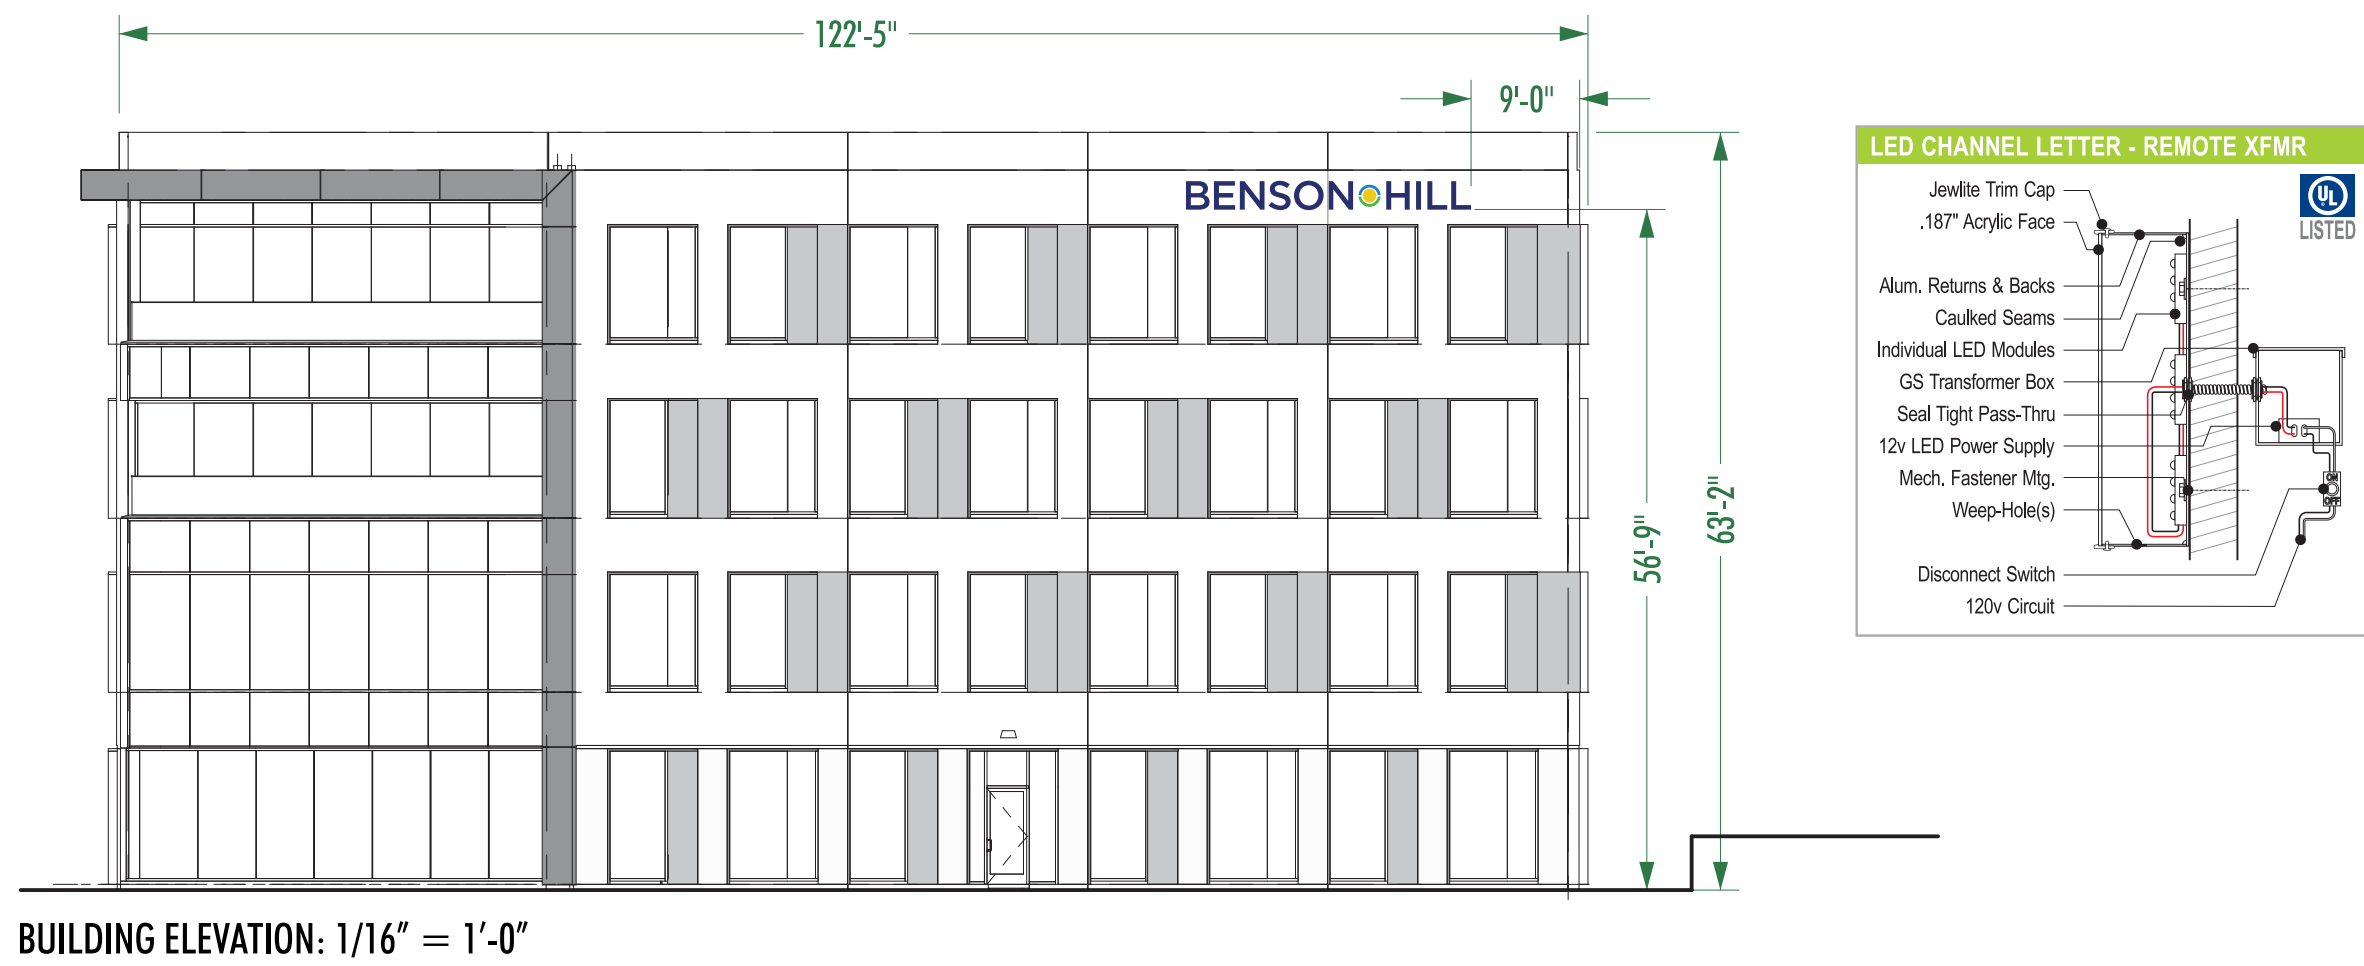 122'-5"
9'-0"
BENSON HILL
56'-9"
63'-2"
BUILDING ELEVATION: 1/16" = 1'-0"
LED CHANNEL LETTER - REMOTE XFMR
UL
LISTED
Jewlite Trim Cap
.187" Acrylic Face
Alum. Returns & Backs
Caulked Seams
Individual LED Modules
GS Transformer Box
Seal Tight Pass-Thru
12v LED Power Supply
Mech. Fastener Mtg.
Weep-Hole(s)
Disconnect Switch
120v Circuit
ON
OFF